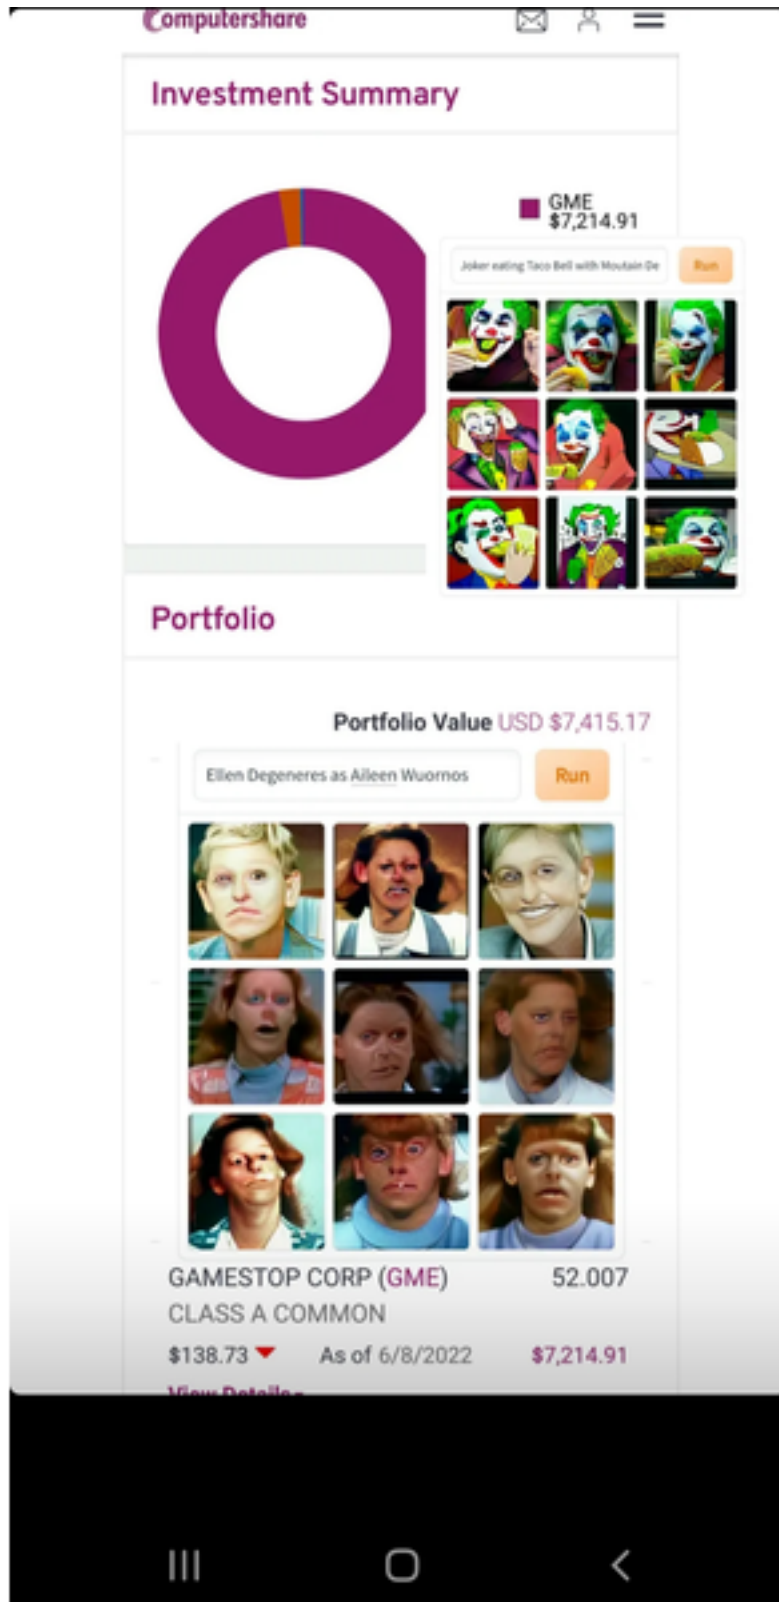 Computershare
Investment Summary
GME
$7,214.91
Joker eating Taco Bell with Moutain De
Run
Portfolio
Portfolio Value USD $7,415.17
Ellen Degeneres as Aileen Wuornos
Run
GAMESTOP CORP (GME) 52.007
CLASS A COMMON
$138.73 As of 6/8/2022 $7,214.91
View Details